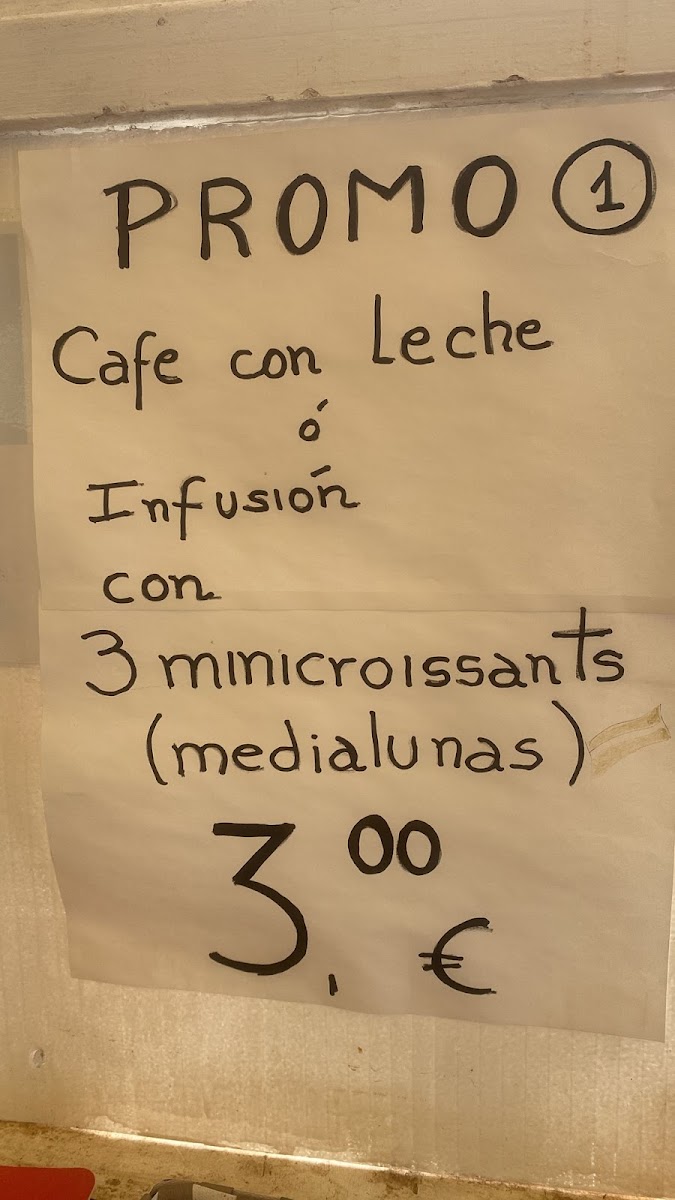 PROMO 1
Cafe con Leche
ó
Infusión
con
3 minicroissants
(medialunas)
3,00 €